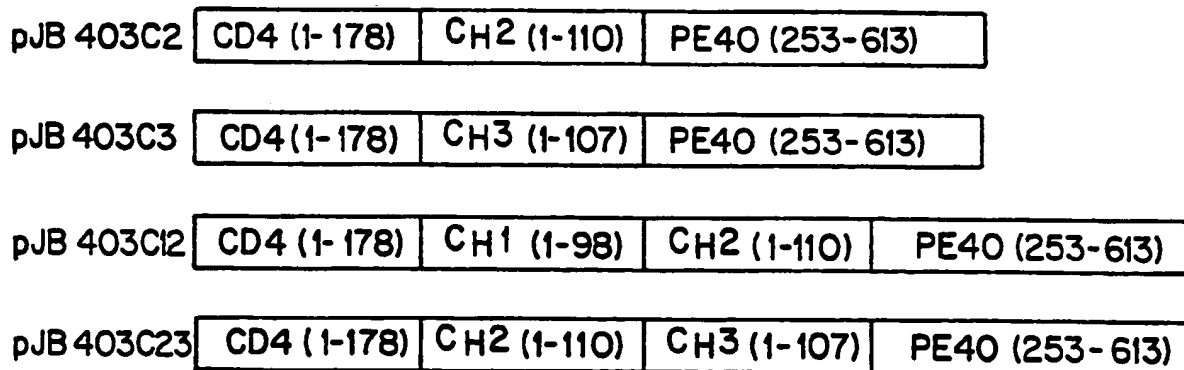 pJB 403C2 CD4 (1-178) CH2 (1-110) PE40 (253-613)
pJB 403C3 CD4 (1-178) CH3 (1-107) PE40 (253-613)
pJB 403C12 CD4 (1-178) CH1 (1-98) CH2 (1-110) PE40 (253-613)
pJB 403C23 CD4 (1-178) CH2 (1-110) CH3 (1-107) PE40 (253-613)